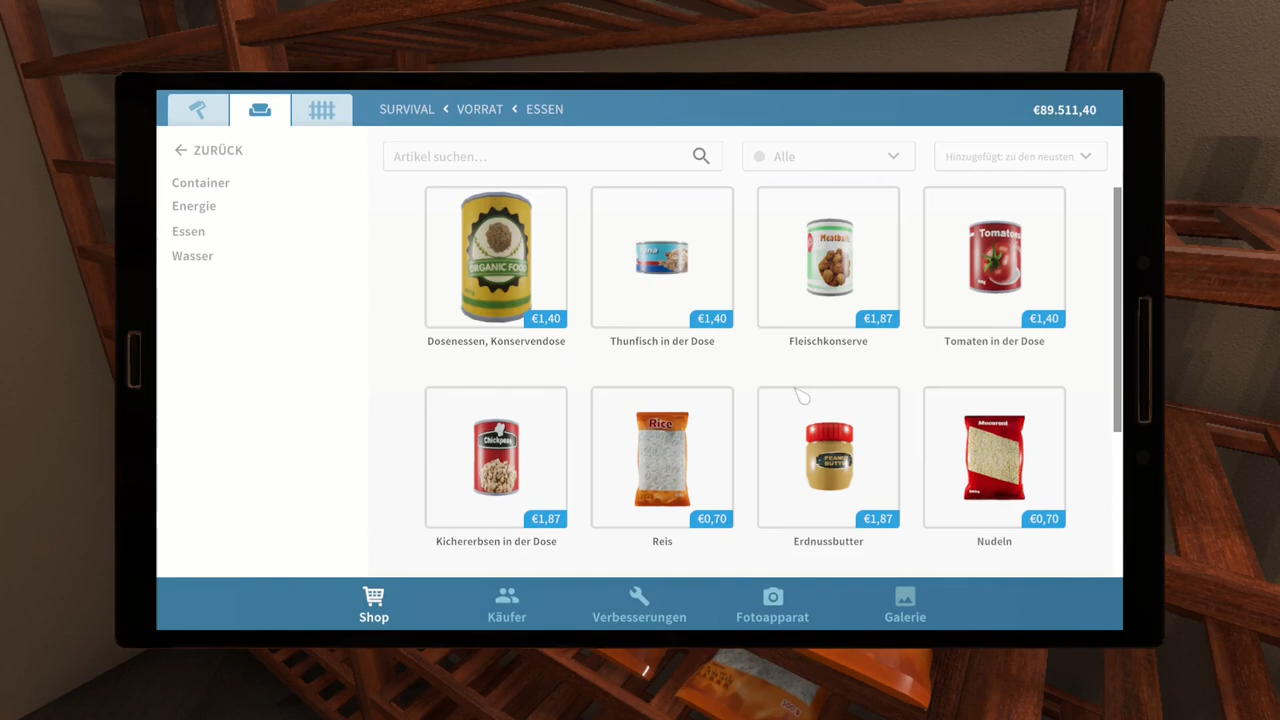 SURVIVAL < VORRAT < ESSEN
€89.511,40
ZURÜCK
Container
Energie
Essen
Wasser
Artikel suchen...
Alle
Hinzugefügt: zu den neusten
ORGANIC FOOD
€1,40
€1,40
Meatballs
€1,87
Tomatoes
€1,40
Dosenessen, Konservendose
Thunfisch in der Dose
Fleischkonserve
Tomaten in der Dose
Chickpeas
€1,87
Rice
€0,70
PEANUT
BUTTER
€1,87
Macaroni
€0,70
Kichererbsen in der Dose
Reis
Erdnussbutter
Nudeln
Shop
Käufer
Verbesserungen
Fotoapparat
Galerie